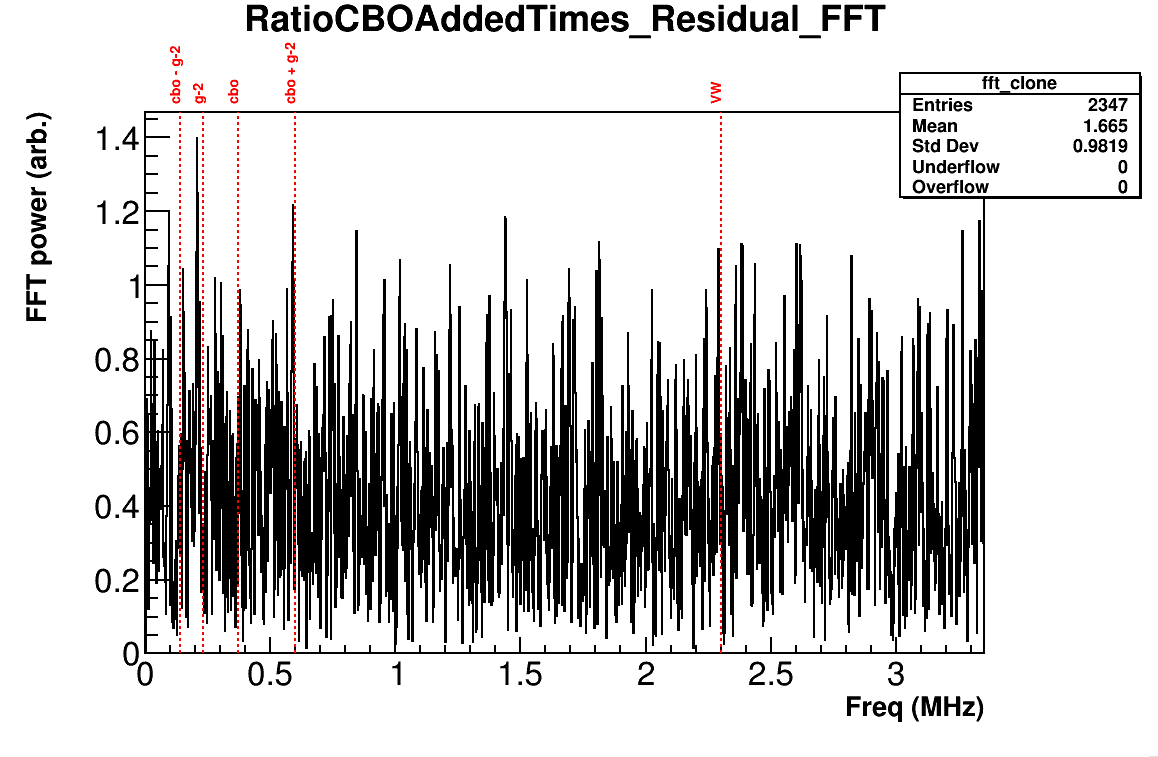 RatioCBOAddedTimes_Residual_FFT
cbo - g-2
g-2
cbo
cbo + g-2
VW
fft_clone
Entries 2347
Mean 1.665
Std Dev 0.9819
Underflow 0
Overflow 0
FFT power (arb.)
1.4
1.2
1
0.8
0.6
0.4
0.2
0
0 0.5 1 1.5 2 2.5 3
Freq (MHz)